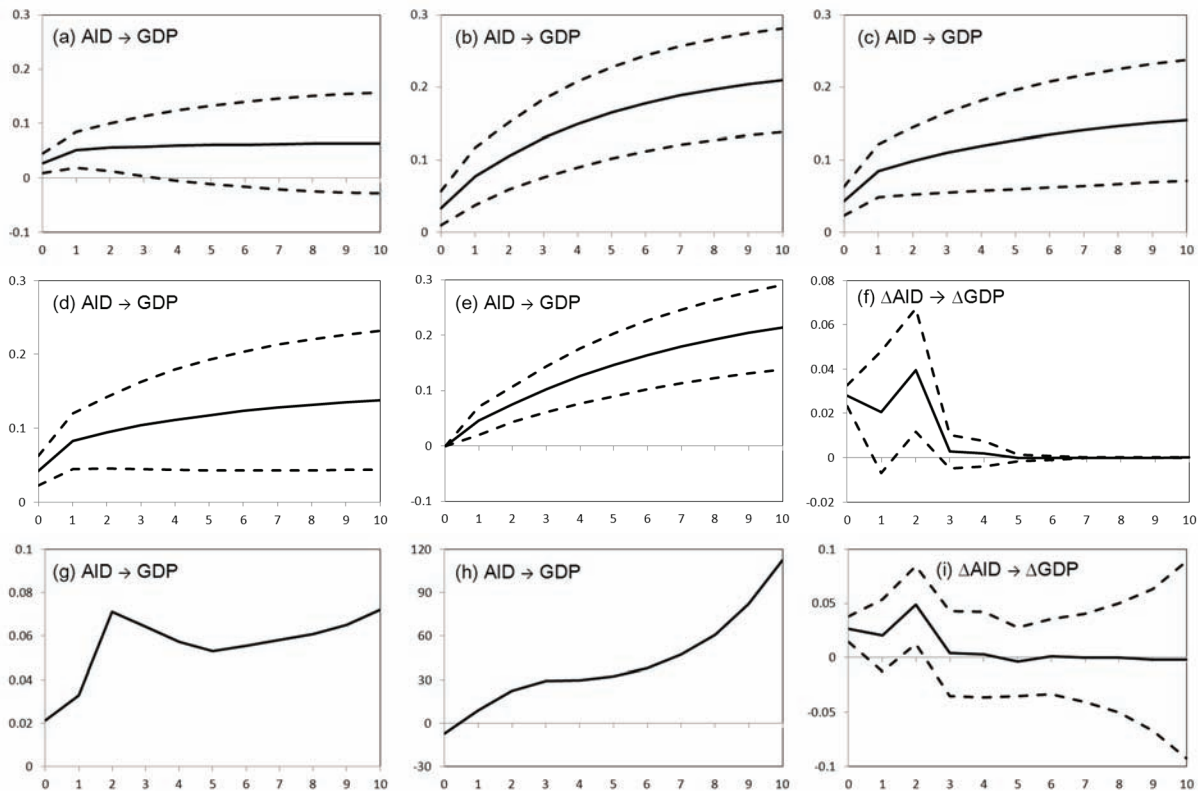 (a) AID → GDP
0.3
0.2
0.1
0
-0.1
0 1 2 3 4 5 6 7 8 9 10
(b) AID → GDP
0.3
0.2
0.1
0
0 1 2 3 4 5 6 7 8 9 10
(c) AID → GDP
0.3
0.2
0.1
0
0 1 2 3 4 5 6 7 8 9 10
(d) AID → GDP
0.3
0.2
0.1
0
0 1 2 3 4 5 6 7 8 9 10
(e) AID → GDP
0.3
0.2
0.1
0
-0.1
0 1 2 3 4 5 6 7 8 9 10
(f) ΔAID → ΔGDP
0.08
0.06
0.04
0.02
0
-0.02
0 1 2 3 4 5 6 7 8 9 10
(g) AID → GDP
0.1
0.08
0.06
0.04
0.02
0
0 1 2 3 4 5 6 7 8 9 10
(h) AID → GDP
120
90
60
30
0
-30
0 1 2 3 4 5 6 7 8 9 10
(i) ΔAID → ΔGDP
0.1
0.05
0
-0.05
-0.1
0 1 2 3 4 5 6 7 8 9 10